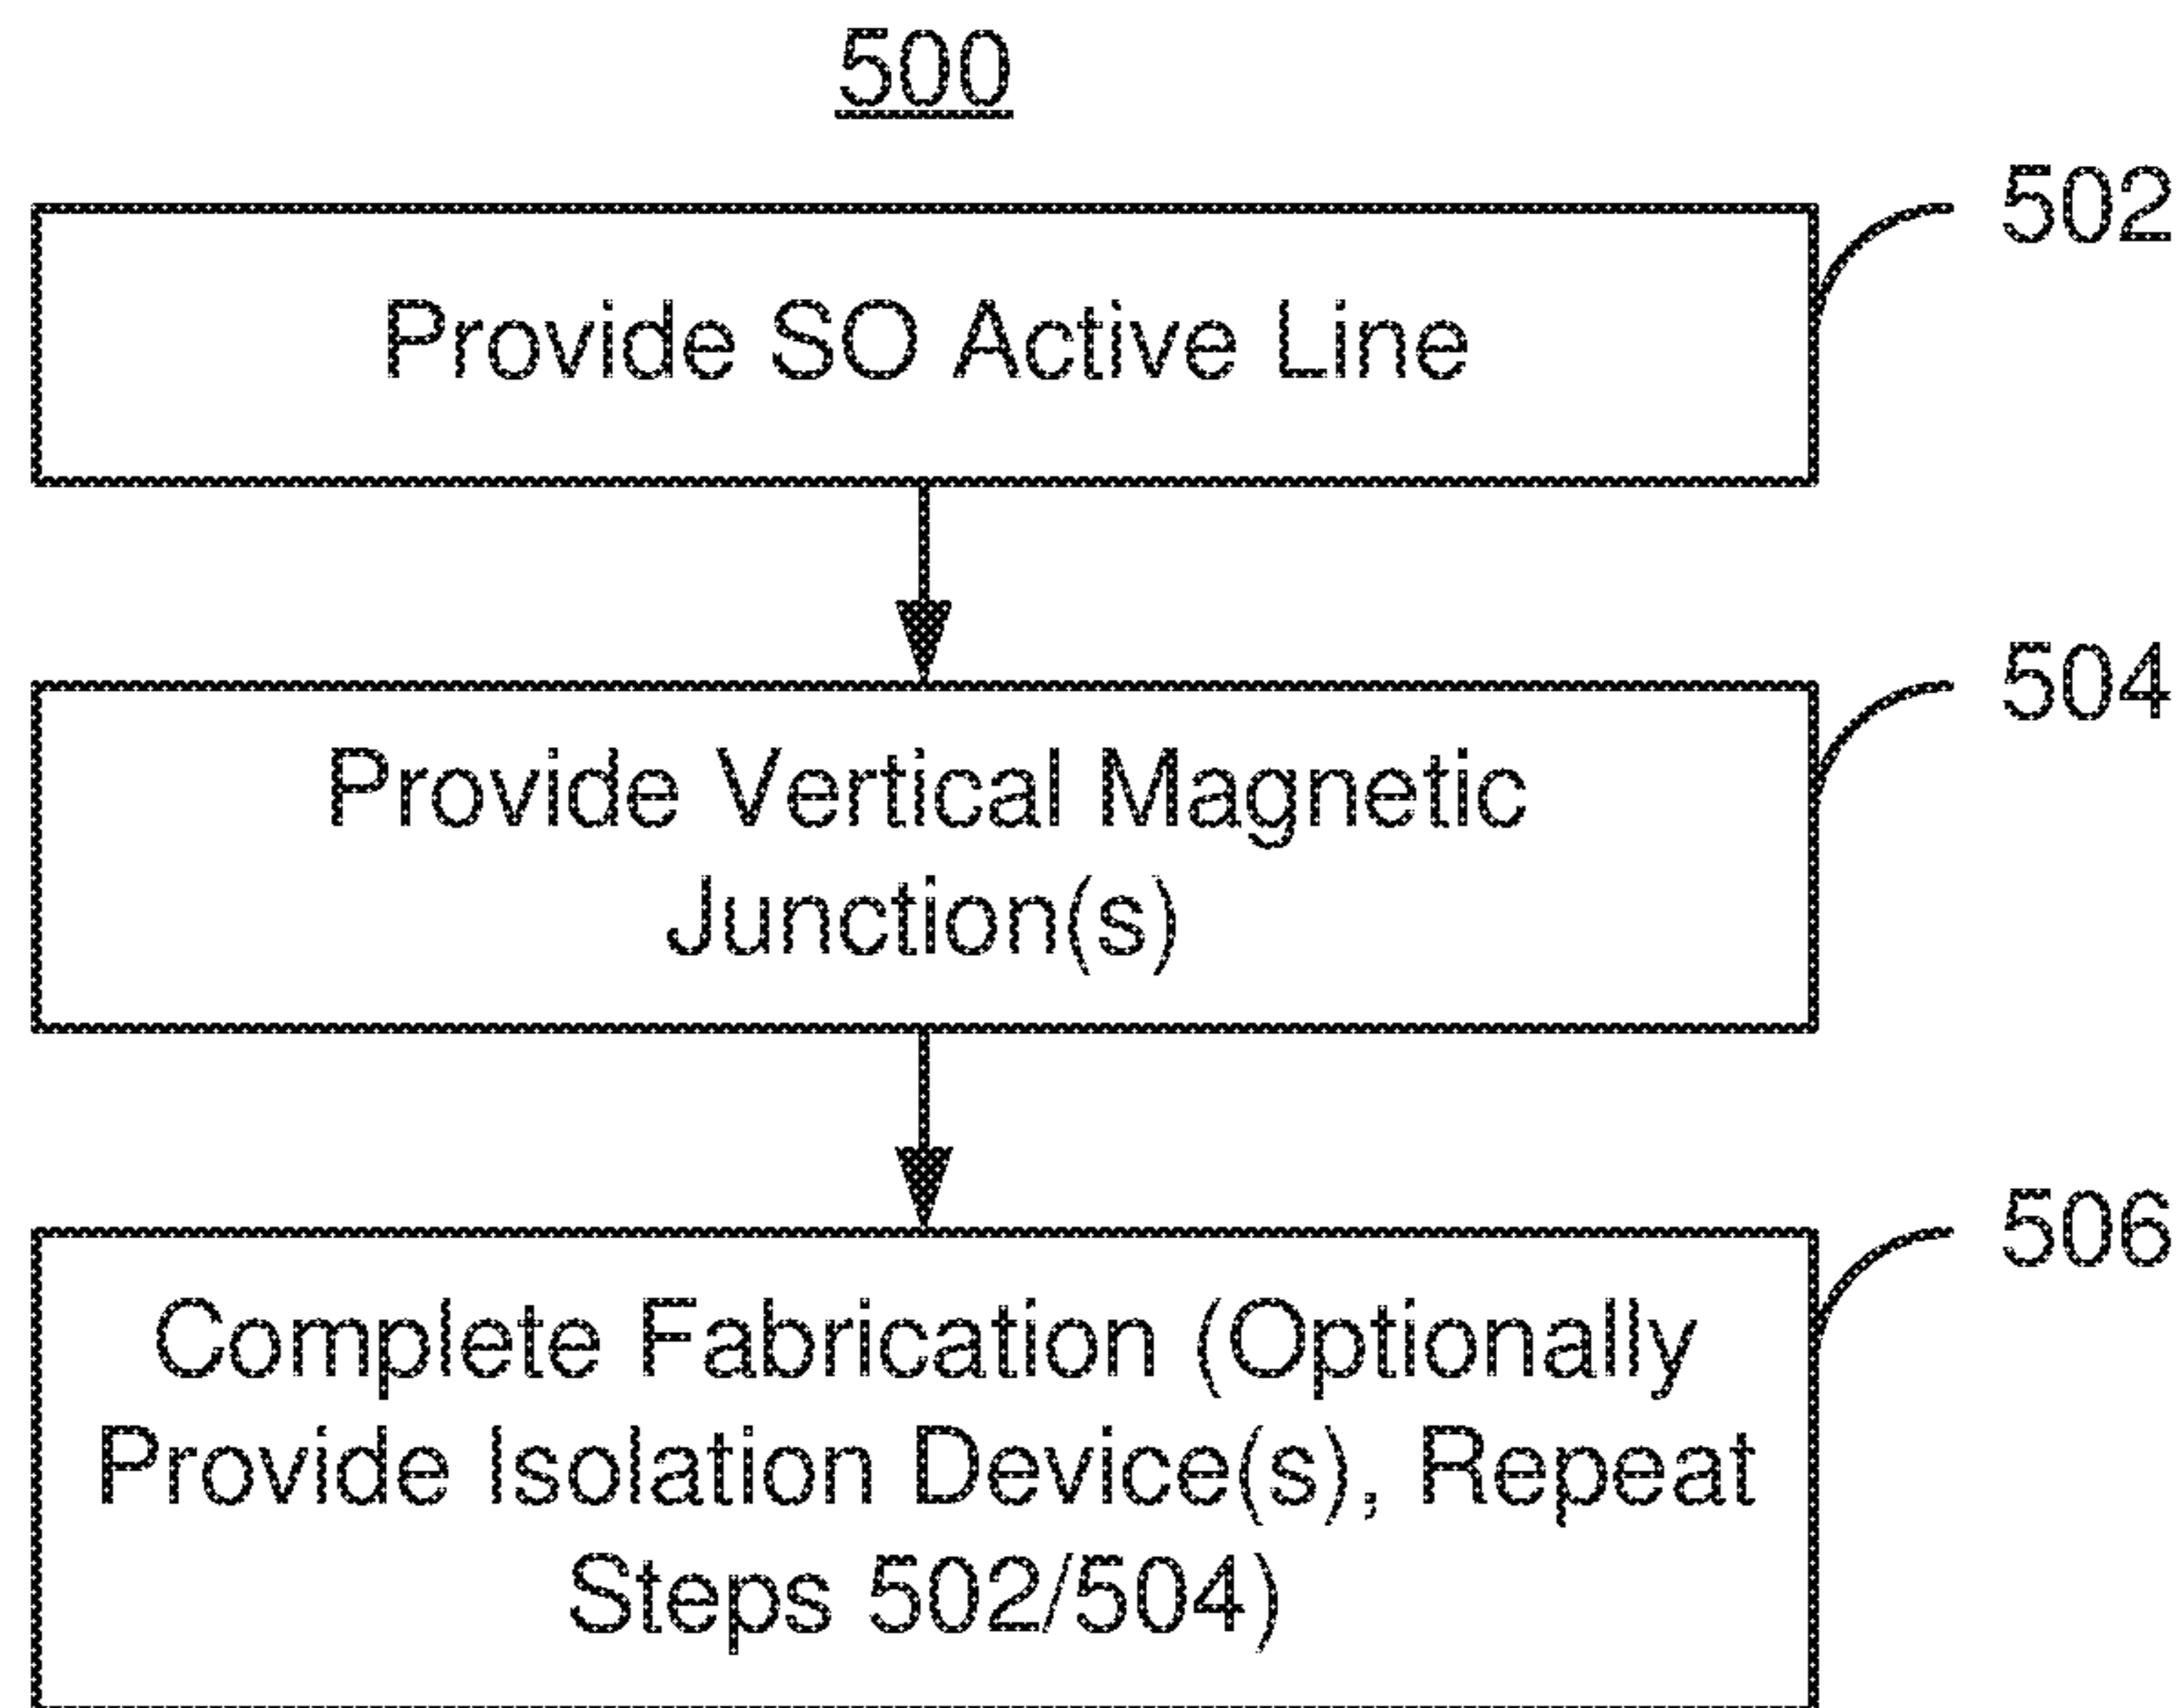 500
502
Provide SO Active Line
504
Provide Vertical Magnetic
Junction(s)
506
Complete Fabrication (Optionally
Provide Isolation Device(s), Repeat
Steps 502/504)